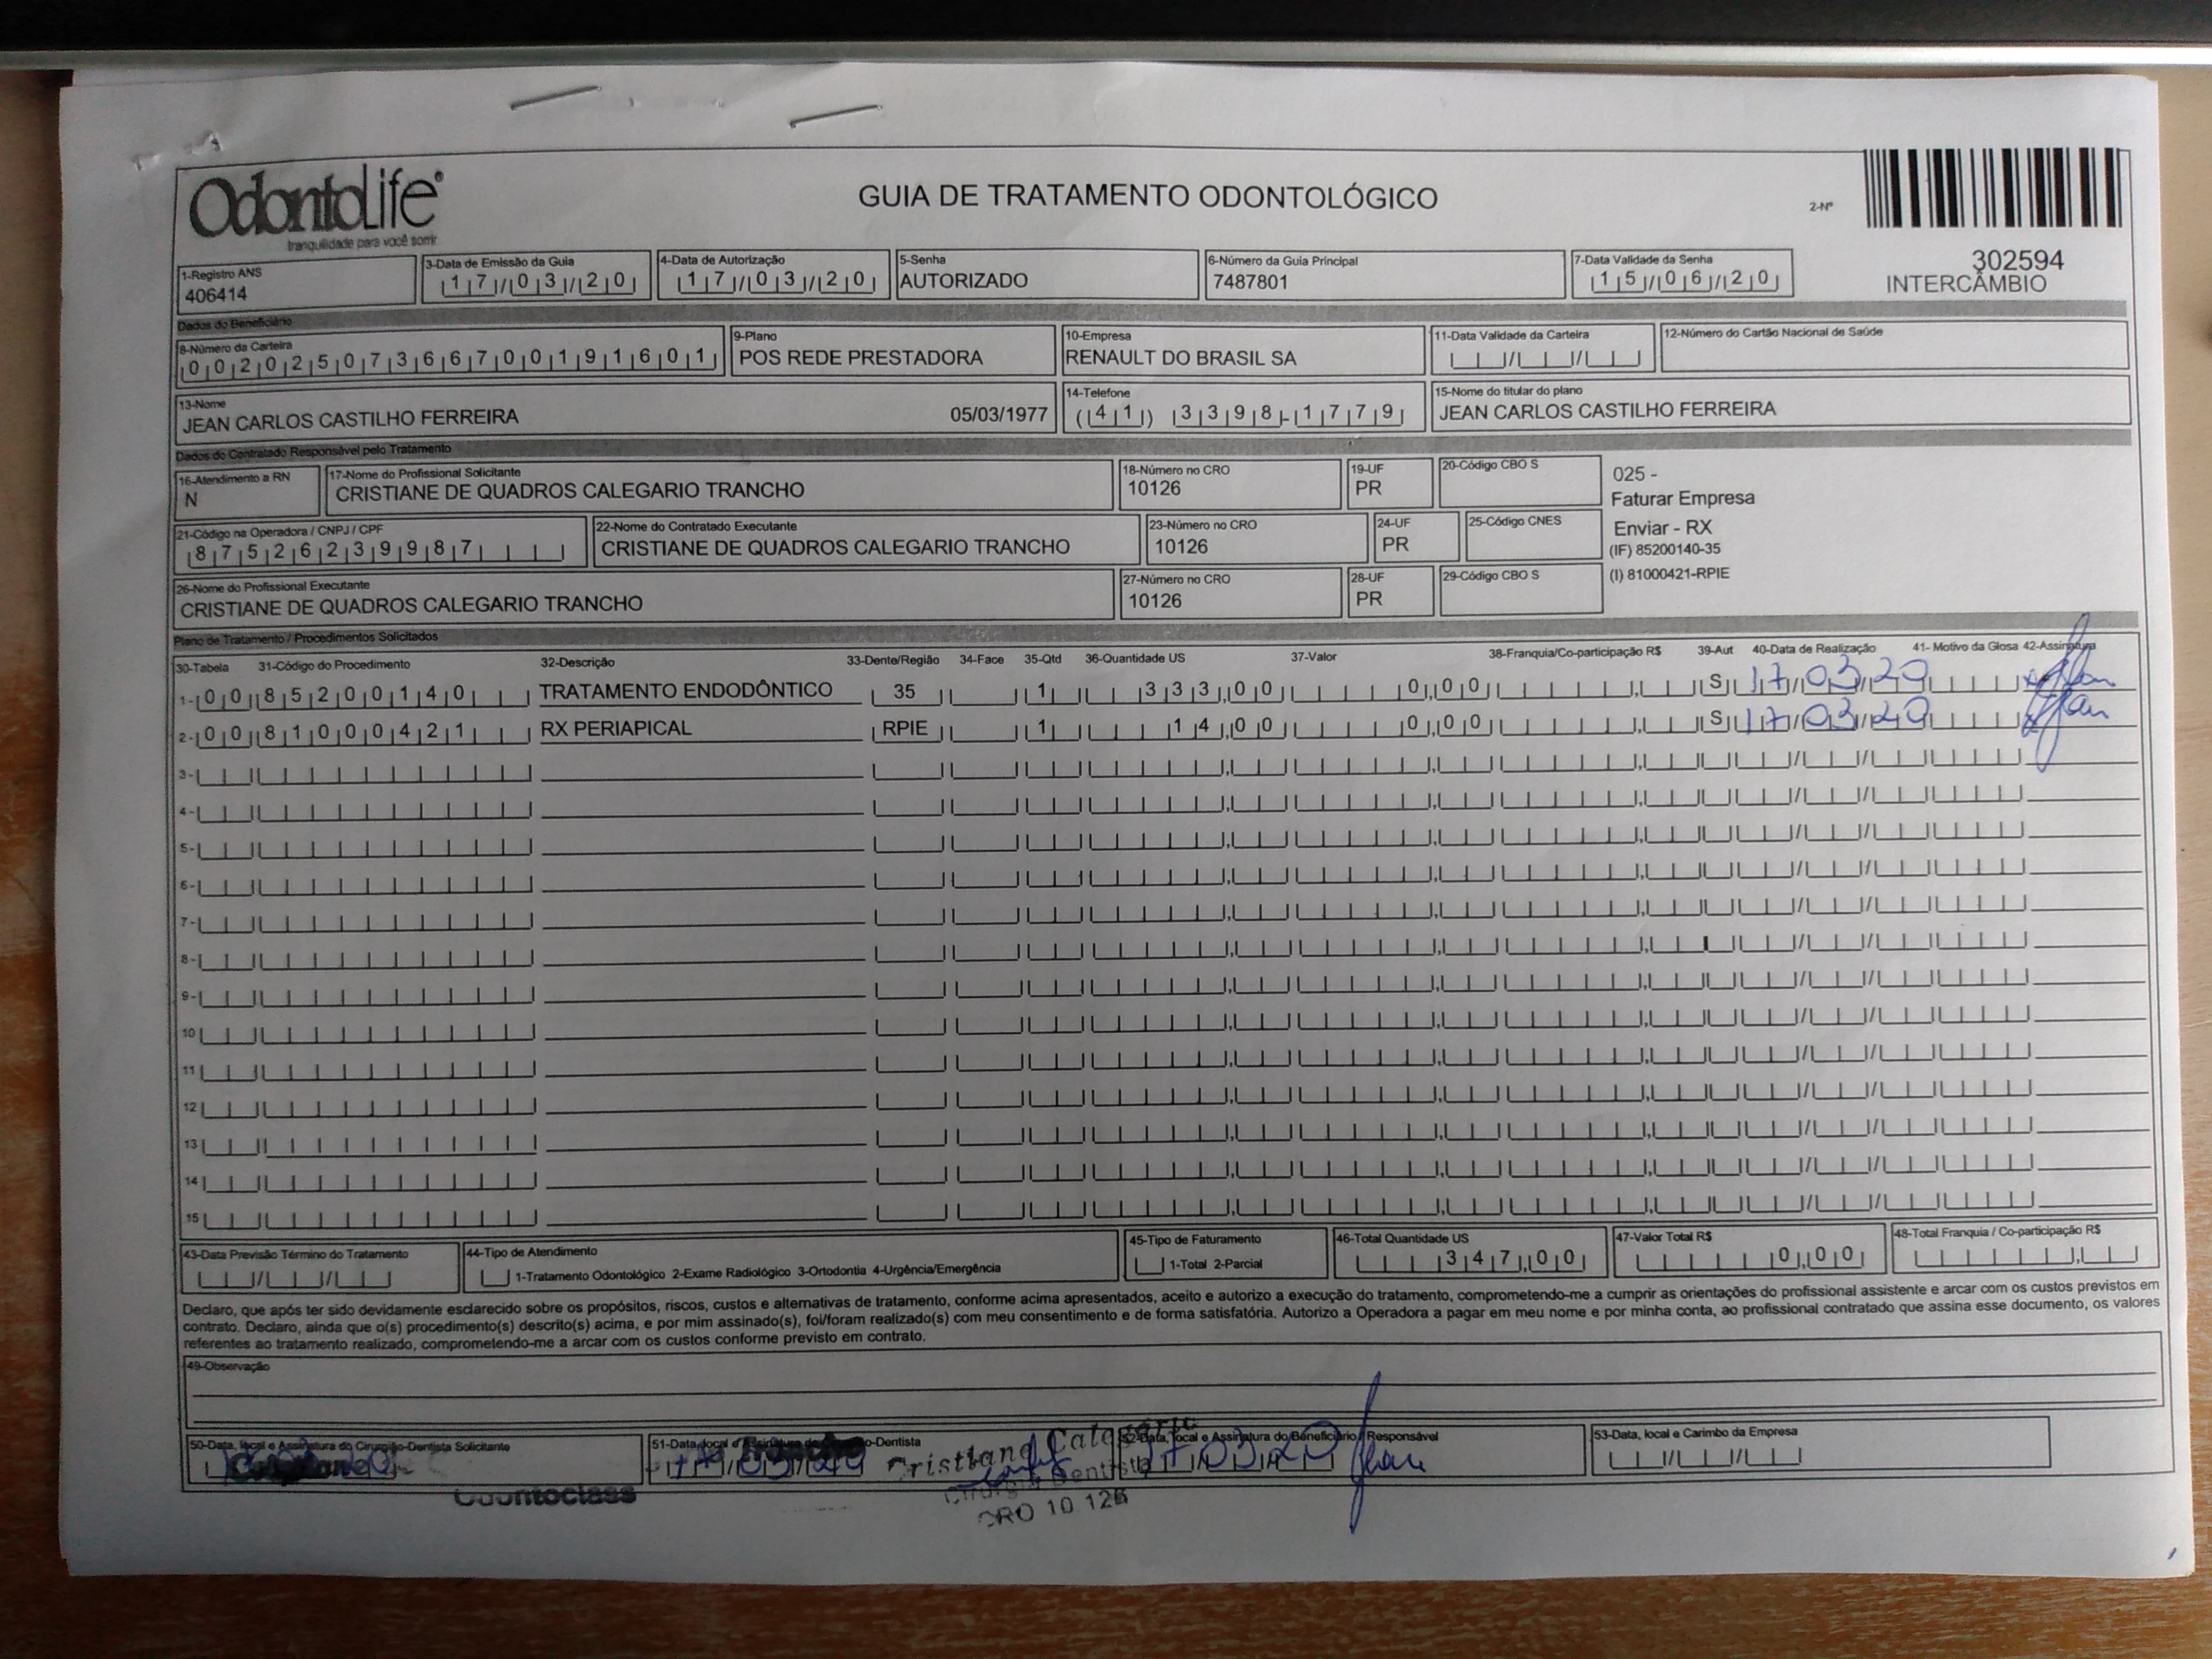 OdontoLife®
tranquilidade para você sorrir
GUIA DE TRATAMENTO ODONTOLÓGICO
2-Nº
302594
INTERCÂMBIO
1-Registro ANS
406414
3-Data de Emissão da Guia
17/03/20
4-Data de Autorização
17/03/20
5-Senha
AUTORIZADO
6-Número da Guia Principal
7487801
7-Data Validade da Senha
15/06/20
Dados do Beneficiário
8-Número da Carteira
00202507366700191601
9-Plano
POS REDE PRESTADORA
10-Empresa
RENAULT DO BRASIL SA
11-Data Validade da Carteira
12-Número do Cartão Nacional de Saúde
13-Nome
JEAN CARLOS CASTILHO FERREIRA 05/03/1977
14-Telefone
(41) 3398-1779
15-Nome do titular do plano
JEAN CARLOS CASTILHO FERREIRA
Dados do Contratado Responsável pelo Tratamento
16-Atendimento a RN
N
17-Nome do Profissional Solicitante
CRISTIANE DE QUADROS CALEGARIO TRANCHO
18-Número no CRO
10126
19-UF
PR
20-Código CBO S
025 -
Faturar Empresa
Enviar - RX
(IF) 85200140-35
(I) 81000421-RPIE
21-Código na Operadora / CNPJ / CPF
87526239987
22-Nome do Contratado Executante
CRISTIANE DE QUADROS CALEGARIO TRANCHO
23-Número no CRO
10126
24-UF
PR
25-Código CNES
26-Nome do Profissional Executante
CRISTIANE DE QUADROS CALEGARIO TRANCHO
27-Número no CRO
10126
28-UF
PR
29-Código CBO S
Plano de Tratamento / Procedimentos Solicitados
30-Tabela 31-Código do Procedimento 32-Descrição 33-Dente/Região 34-Face 35-Qtd 36-Quantidade US 37-Valor 38-Franquia/Co-participação R$ 39-Aut 40-Data de Realização 41- Motivo da Glosa 42-Assinatura
1- 00 85200140 TRATAMENTO ENDODÔNTICO 35 1 333,00 0,00 S 17/03/20 Jean
2- 00 81000421 RX PERIAPICAL RPIE 1 14,00 0,00 S 17/03/20 Jean
3-
4-
5-
6-
7-
8-
9-
10
11
12
13
14
15
43-Data Previsão Término do Tratamento
44-Tipo de Atendimento
1-Tratamento Odontológico 2-Exame Radiológico 3-Ortodontia 4-Urgência/Emergência
45-Tipo de Faturamento
1-Total 2-Parcial
46-Total Quantidade US
347,00
47-Valor Total R$
0,00
48-Total Franquia / Co-participação R$
Declaro, que após ter sido devidamente esclarecido sobre os propósitos, riscos, custos e alternativas de tratamento, conforme acima apresentados, aceito e autorizo a execução do tratamento, comprometendo-me a cumprir as orientações do profissional assistente e arcar com os custos previstos em
contrato. Declaro, ainda que o(s) procedimento(s) descrito(s) acima, e por mim assinado(s), foi/foram realizado(s) com meu consentimento e de forma satisfatória. Autorizo a Operadora a pagar em meu nome e por minha conta, ao profissional contratado que assina esse documento, os valores
referentes ao tratamento realizado, comprometendo-me a arcar com os custos conforme previsto em contrato.
49-Observação
50-Data, local e Assinatura do Cirurgião-Dentista Solicitante
Odontoclass
51-Data, local e Assinatura do Cirurgião-Dentista
17/03/20
Cristiane Calegario
Cirurgiã Dentista
CRO 10 126
52-Data, local e Assinatura do Beneficiário / Responsável
17/03/20 Jean
53-Data, local e Carimbo da Empresa